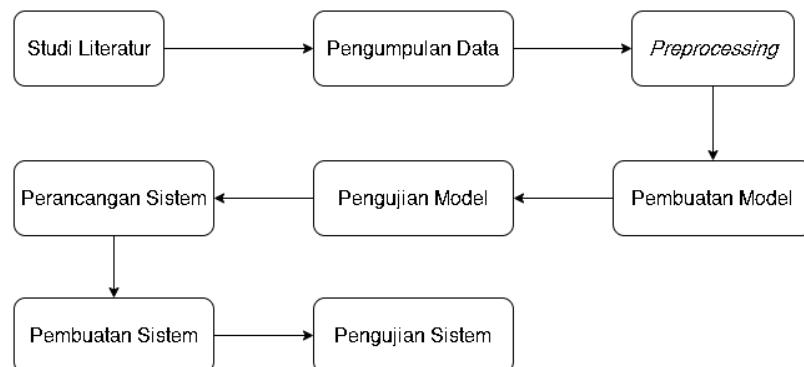 Studi Literatur
Pengumpulan Data
Preprocessing
Perancangan Sistem
Pengujian Model
Pembuatan Model
Pembuatan Sistem
Pengujian Sistem